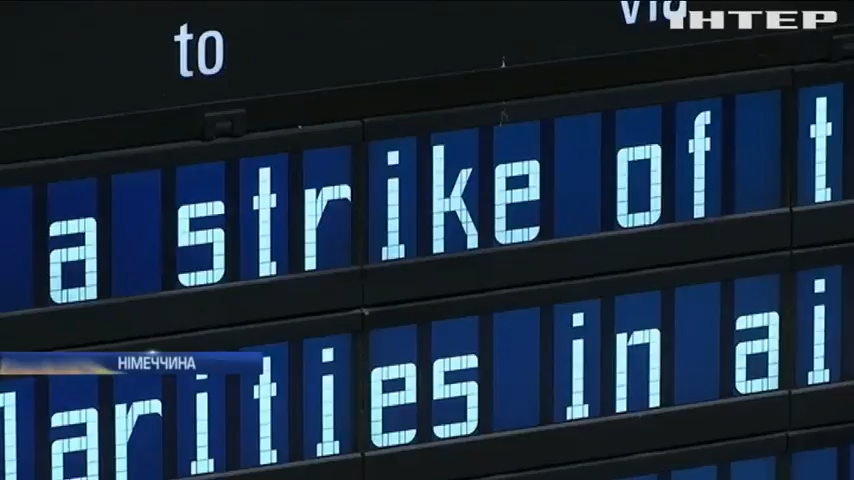 to via
ІНТЕР
a strike of t
НІМЕЧЧИНА
larities in ai